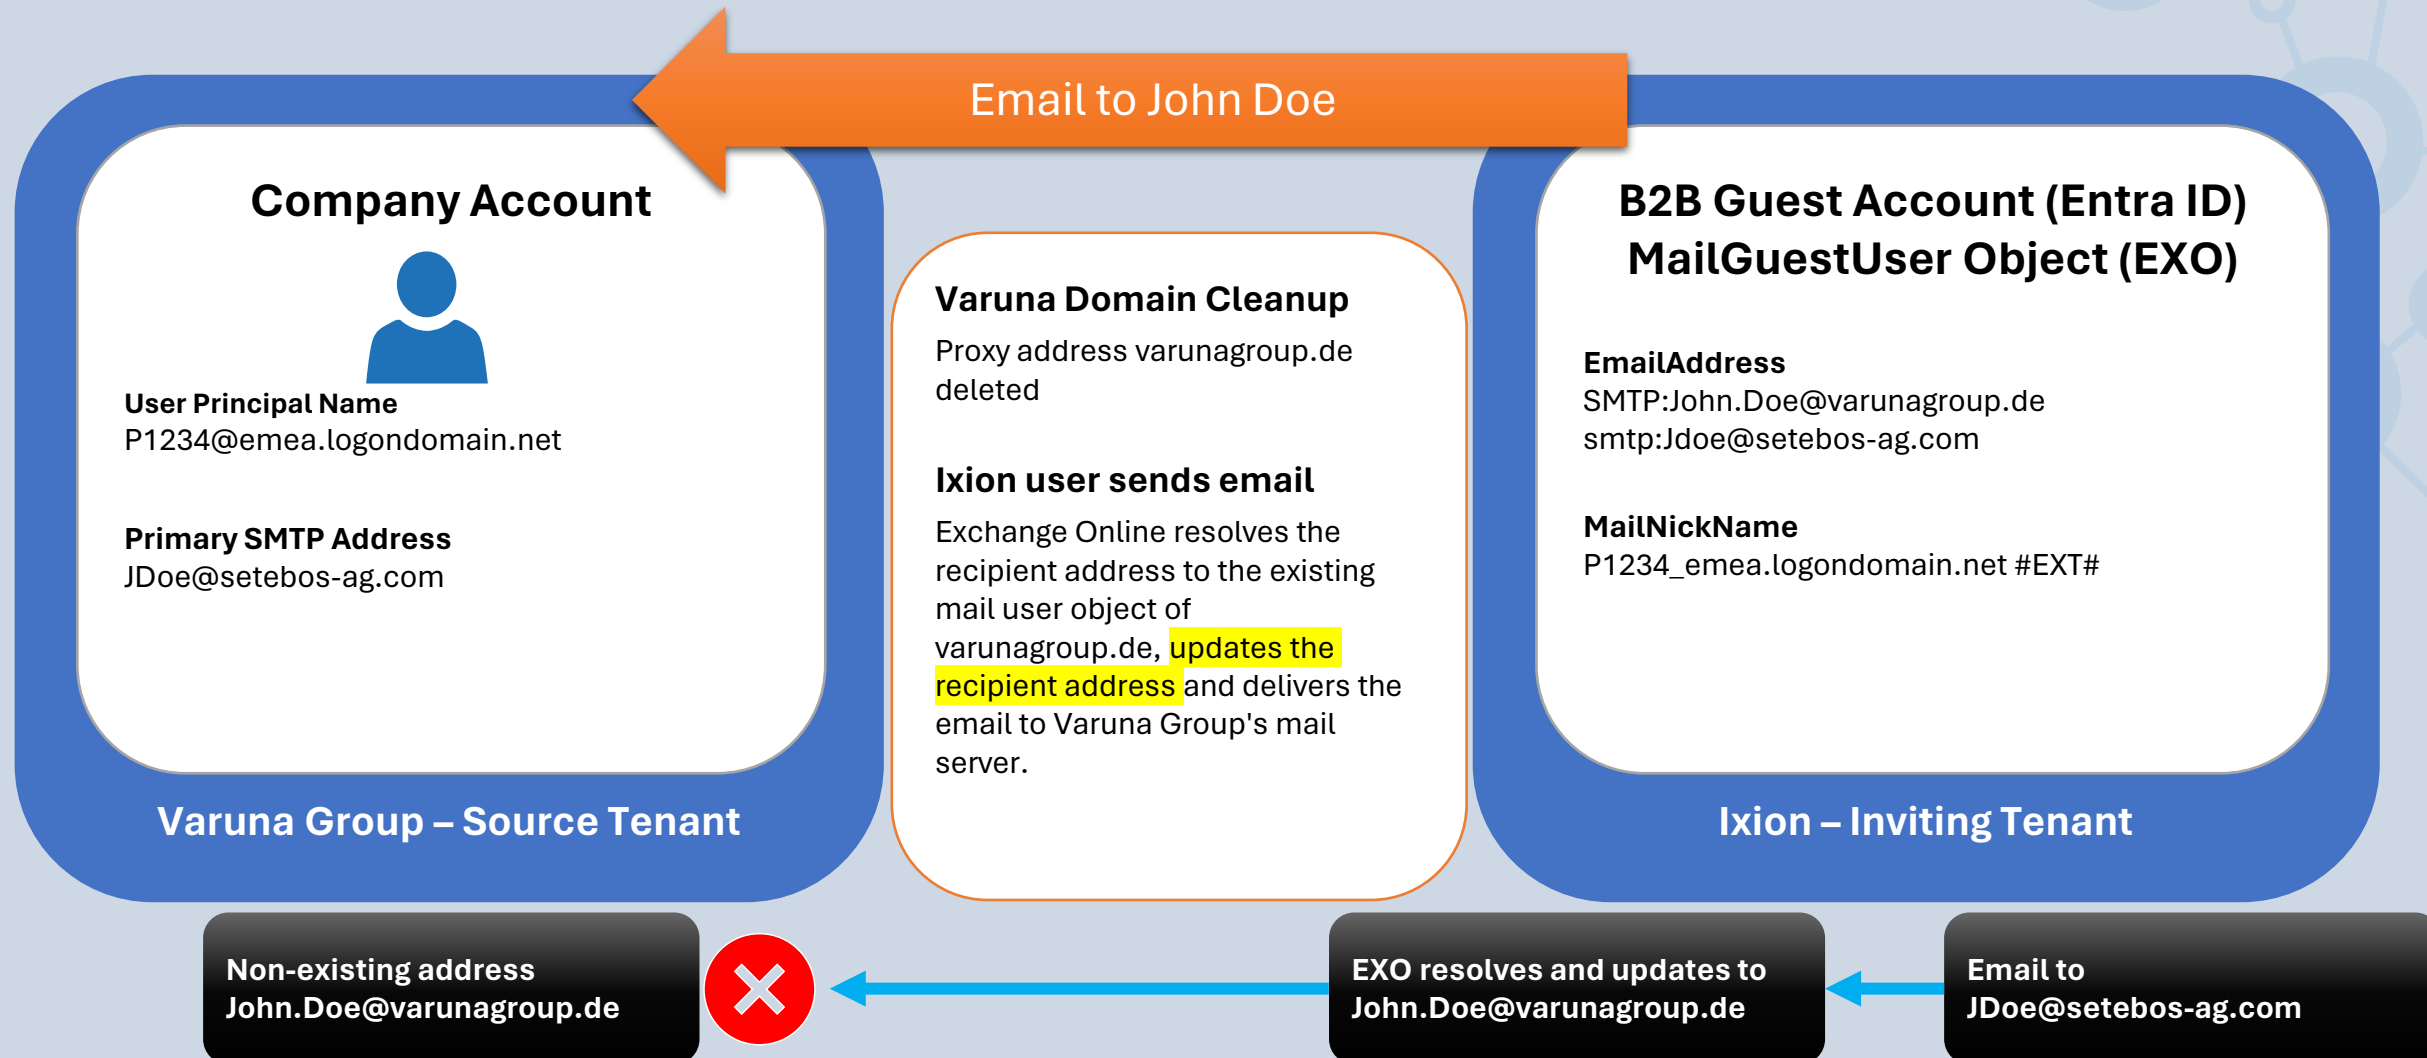 Email to John Doe
Company Account
User Principal Name
P1234@emea.logondomain.net
Primary SMTP Address
JDoe@setebos-ag.com
Varuna Group – Source Tenant
Varuna Domain Cleanup
Proxy address varunagroup.de
deleted
Ixion user sends email
Exchange Online resolves the
recipient address to the existing
mail user object of
varunagroup.de, updates the
recipient address and delivers the
email to Varuna Group's mail
server.
B2B Guest Account (Entra ID)
MailGuestUser Object (EXO)
EmailAddress
SMTP:John.Doe@varunagroup.de
smtp:Jdoe@setebos-ag.com
MailNickName
P1234_emea.logondomain.net #EXT#
Ixion – Inviting Tenant
Non-existing address
John.Doe@varunagroup.de
EXO resolves and updates to
John.Doe@varunagroup.de
Email to
JDoe@setebos-ag.com